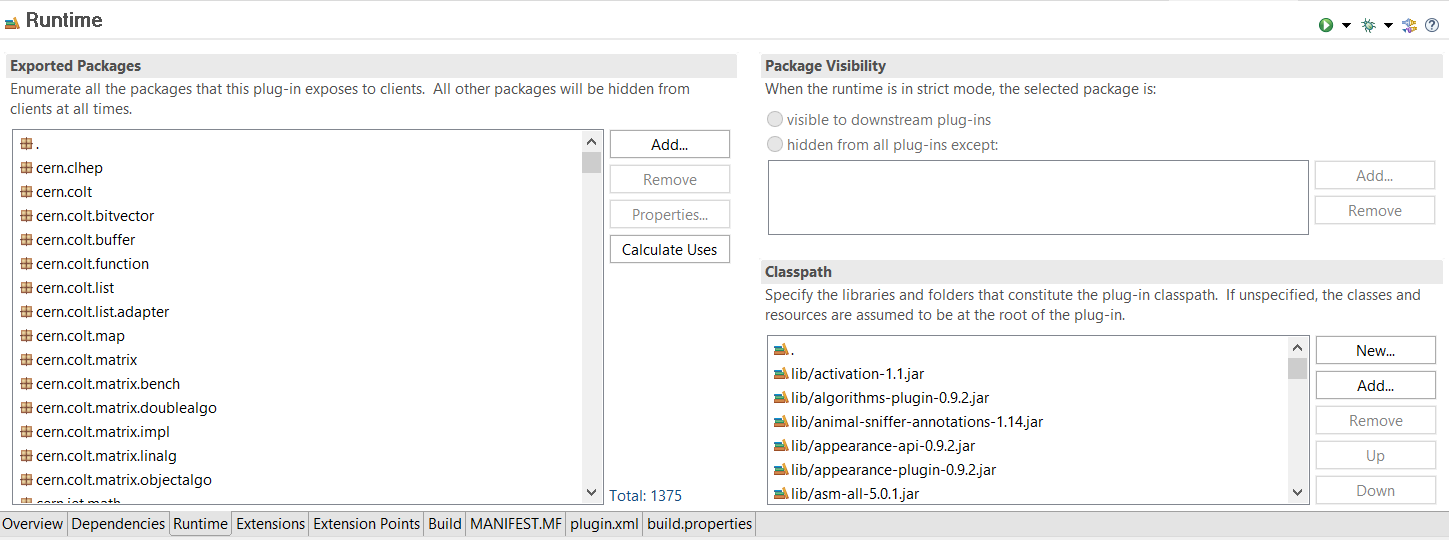 Runtime
Exported Packages
Enumerate all the packages that this plug-in exposes to clients.  All other packages will be hidden from
clients at all times.
.
cern.clhep
cern.colt
cern.colt.bitvector
cern.colt.buffer
cern.colt.function
cern.colt.list
cern.colt.list.adapter
cern.colt.map
cern.colt.matrix
cern.colt.matrix.bench
cern.colt.matrix.doublealgo
cern.colt.matrix.impl
cern.colt.matrix.linalg
cern.colt.matrix.objectalgo
cern.jet.math
Add...
Remove
Properties...
Calculate Uses
Total: 1375
Package Visibility
When the runtime is in strict mode, the selected package is:
visible to downstream plug-ins
hidden from all plug-ins except:
Add...
Remove
Classpath
Specify the libraries and folders that constitute the plug-in classpath.  If unspecified, the classes and
resources are assumed to be at the root of the plug-in.
.
lib/activation-1.1.jar
lib/algorithms-plugin-0.9.2.jar
lib/animal-sniffer-annotations-1.14.jar
lib/appearance-api-0.9.2.jar
lib/appearance-plugin-0.9.2.jar
lib/asm-all-5.0.1.jar
New...
Add...
Remove
Up
Down
Overview Dependencies Runtime Extensions Extension Points Build MANIFEST.MF plugin.xml build.properties